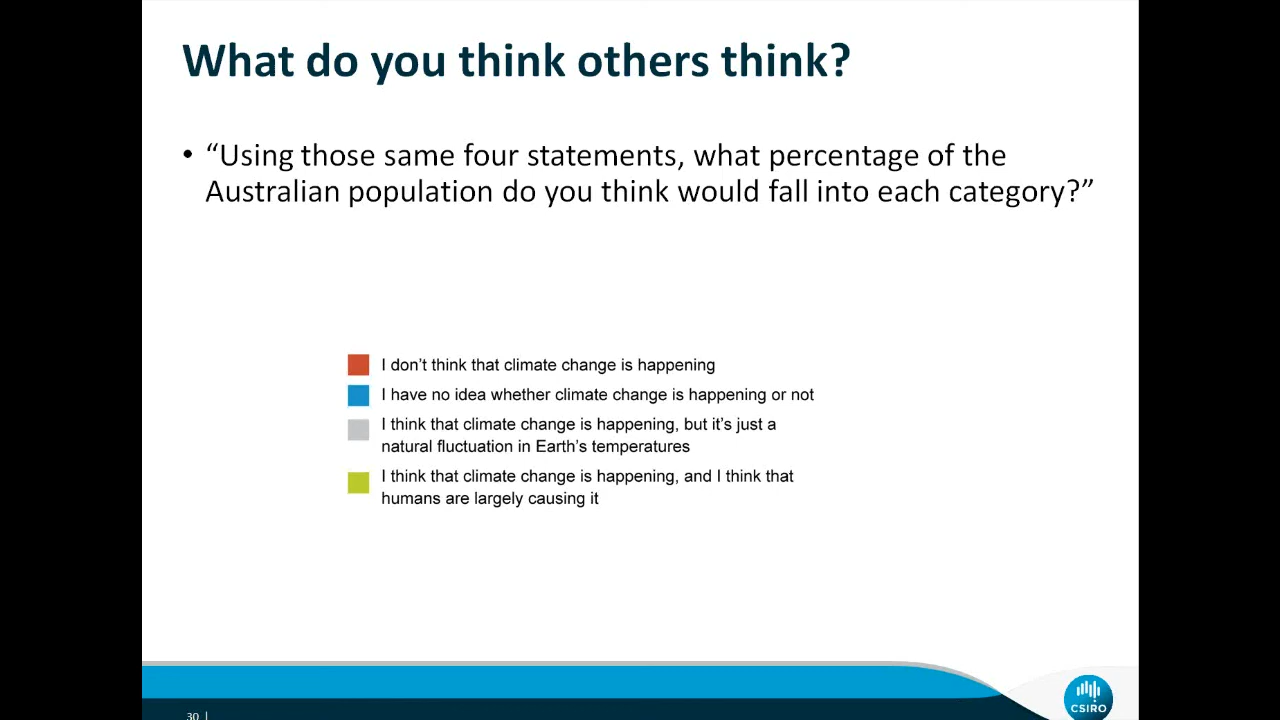 What do you think others think?
• “Using those same four statements, what percentage of the
Australian population do you think would fall into each category?”
I don’t think that climate change is happening
I have no idea whether climate change is happening or not
I think that climate change is happening, but it’s just a
natural fluctuation in Earth’s temperatures
I think that climate change is happening, and I think that
humans are largely causing it
30 |
CSIRO